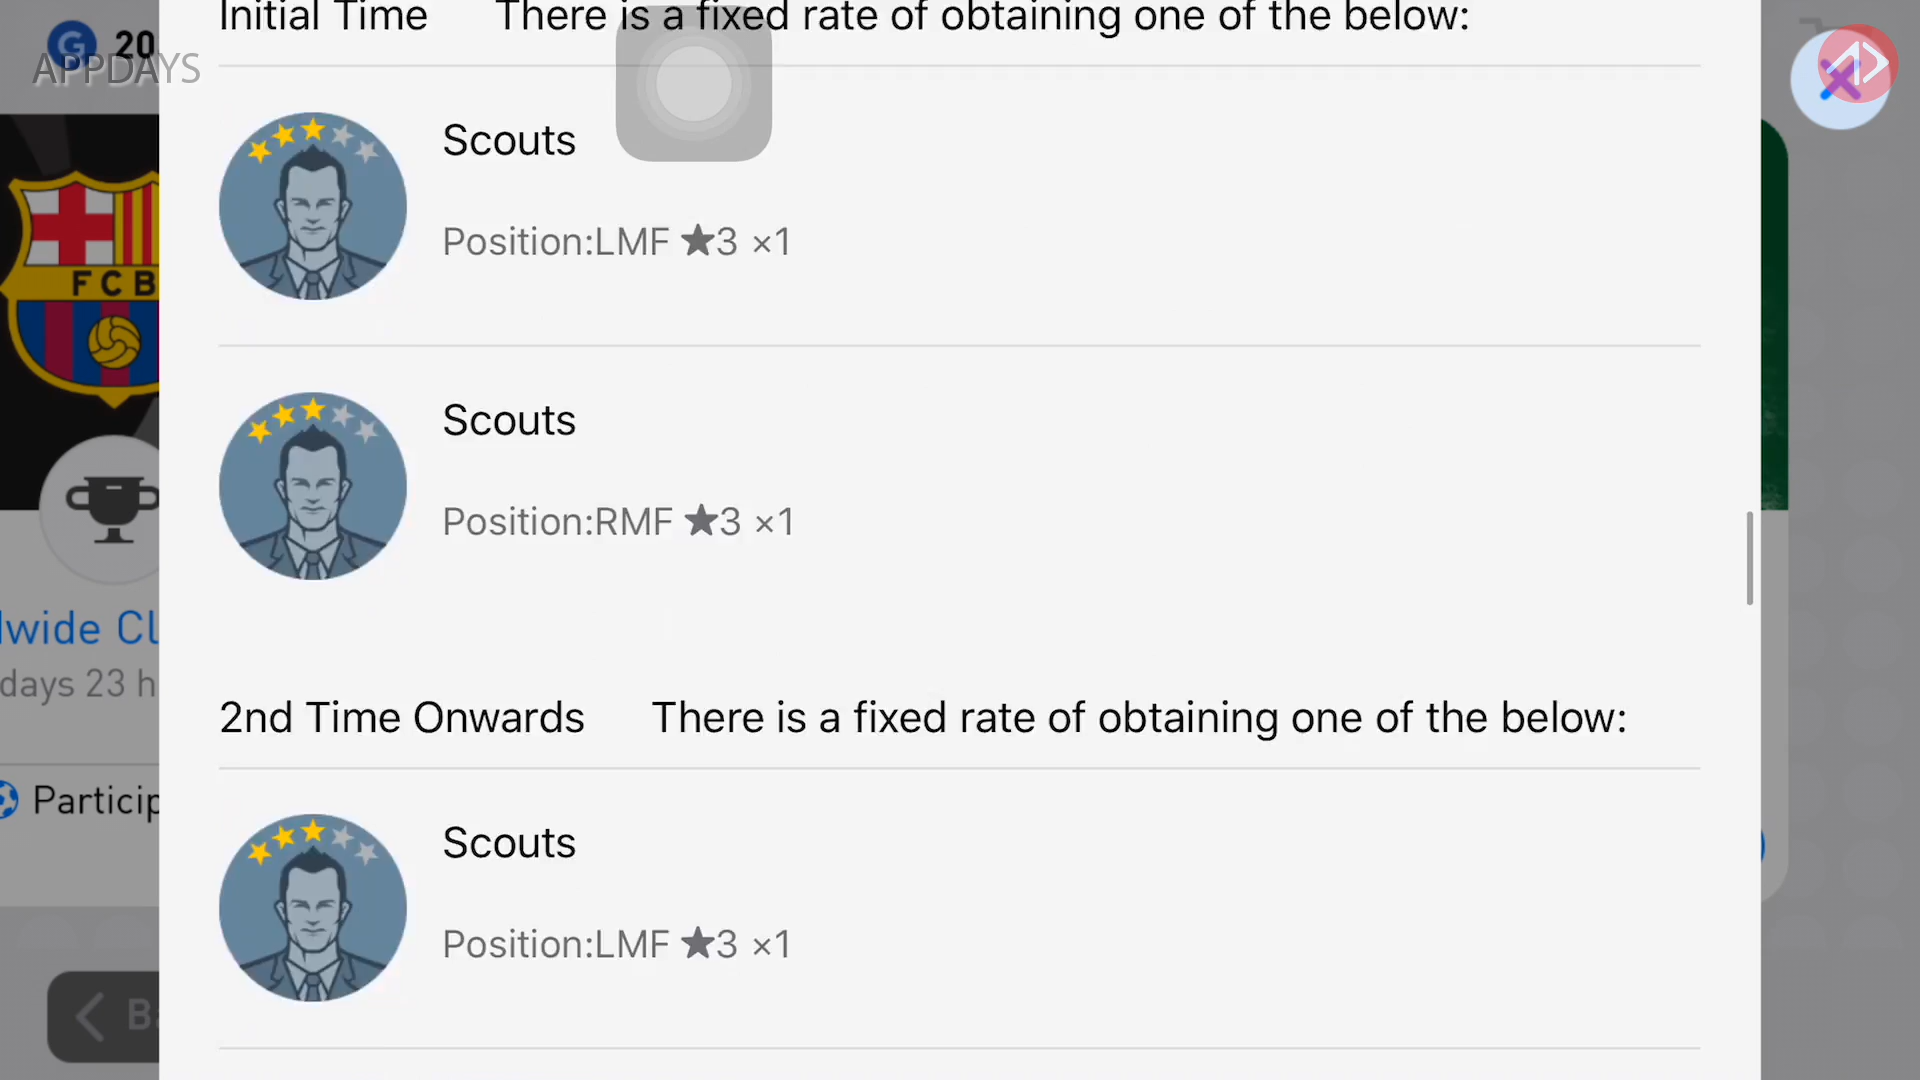 Initial Time There is a fixed rate of obtaining one of the below:
G 20
APPDAYS
Scouts
Position:LMF ★3 ×1
FCB
Scouts
Position:RMF ★3 ×1
lwide Cl
days 23 h
2nd Time Onwards There is a fixed rate of obtaining one of the below:
Particip
Scouts
Position:LMF ★3 ×1
B